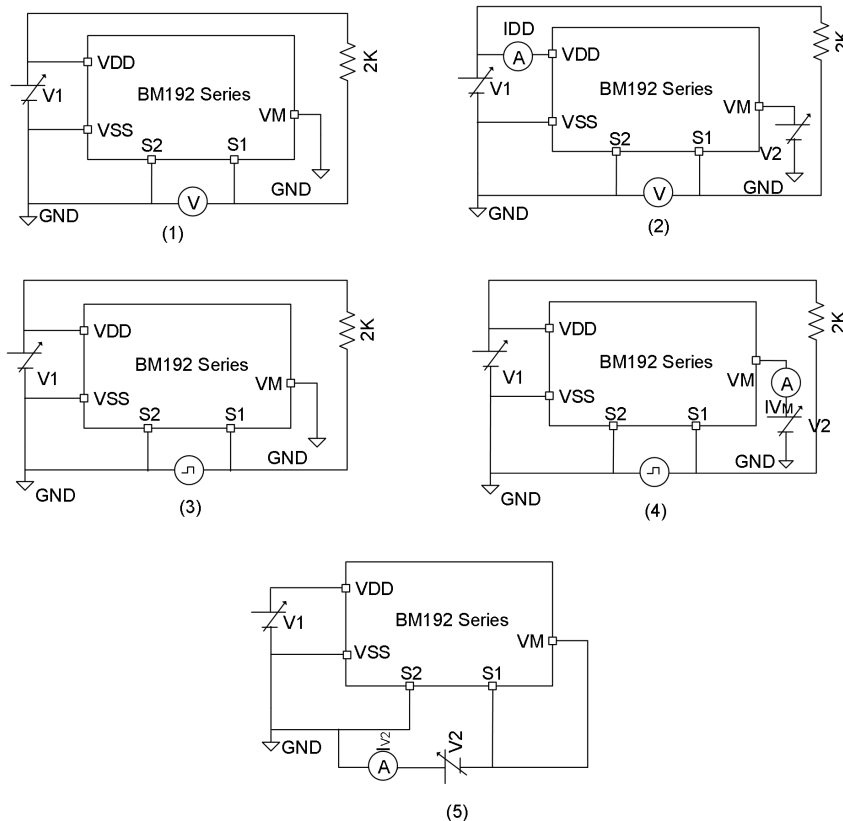 VDD
BM192 Series
V1
VM
VSS
S2
S1
2K
V
GND
GND
(1)
IDD
A
VDD
BM192 Series
V1
VM
VSS
V2
S2
S1
2K
V
GND
GND
(2)
VDD
BM192 Series
V1
VM
VSS
S2
S1
2K
GND
GND
(3)
VDD
BM192 Series
V1
VM
A
VSS
IVM
V2
S2
S1
2K
GND
GND
(4)
VDD
BM192 Series
V1
VM
VSS
S2
S1
GND
IV2
V2
A
(5)